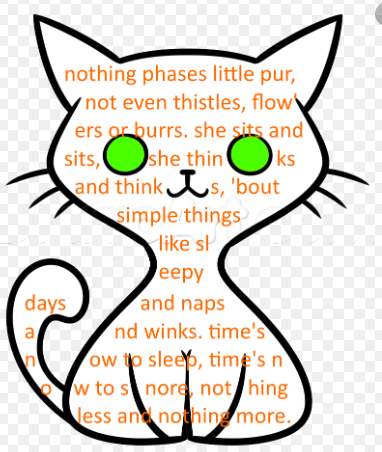 nothing phases little pur,
not even thistles, flow'
ers or burrs. she sits and
sits, she thin ks
and think s, 'bout
simple things
like sl
eepy
days and naps
a nd winks. time's
n ow to sleep, time's n
o w to s nore, not hing
less and nothing more.